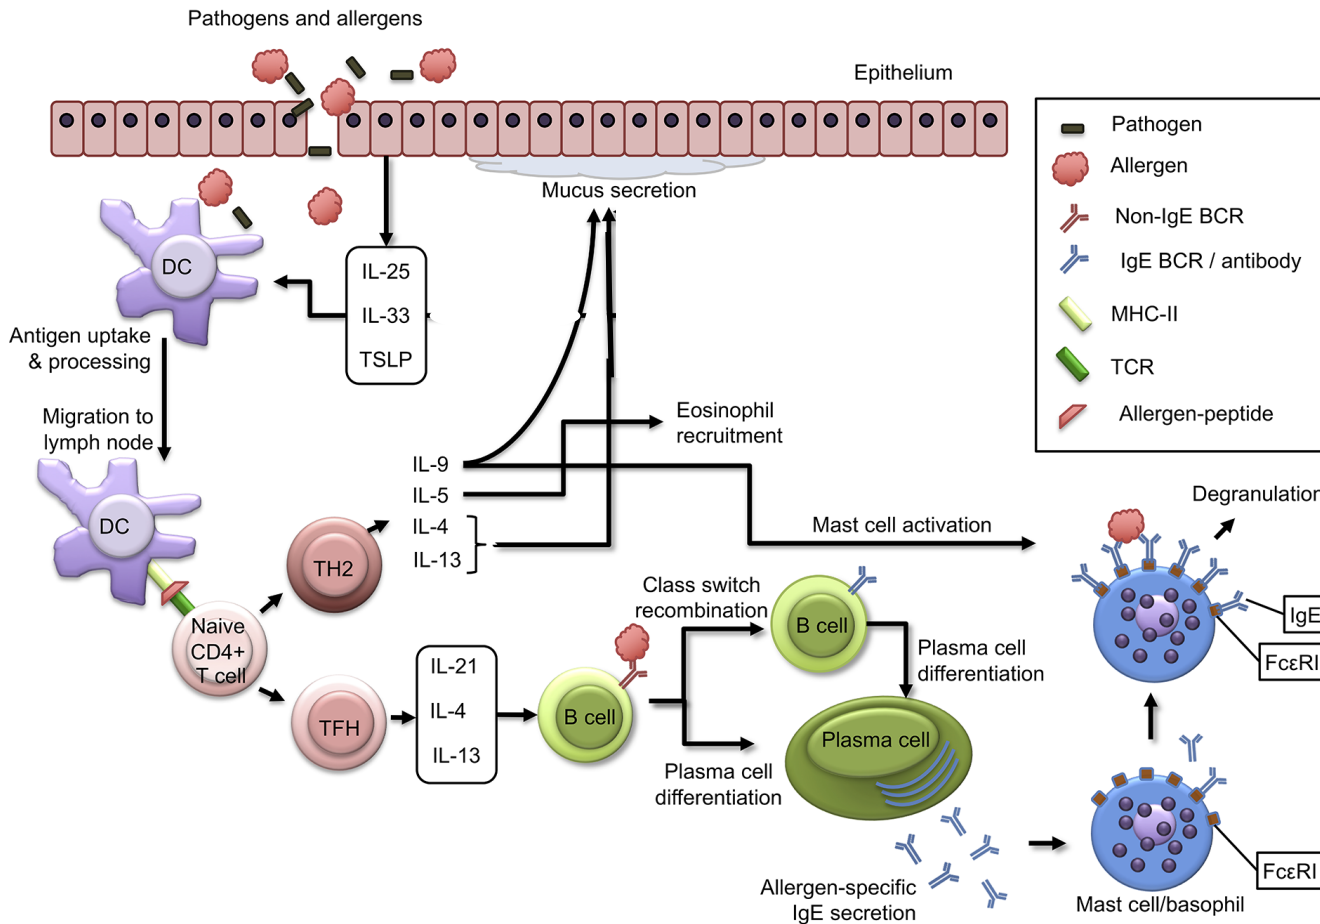 Pathogens and allergens
Epithelium
Pathogen
Allergen
Non-IgE BCR
IgE BCR / antibody
MHC-II
TCR
Allergen-peptide
Mucus secretion
DC
IL-25
IL-33
TSLP
Antigen uptake
& processing
Migration to
lymph node
Eosinophil
recruitment
IL-9
IL-5
IL-4
IL-13
DC
TH2
Mast cell activation
Degranulation
Naive
CD4+
T cell
Class switch
recombination
B cell
IgE
FcεRI
TFH
IL-21
IL-4
IL-13
B cell
Plasma cell
differentiation
Plasma cell
differentiation
Plasma cell
Allergen-specific
IgE secretion
FcεRI
Mast cell/basophil